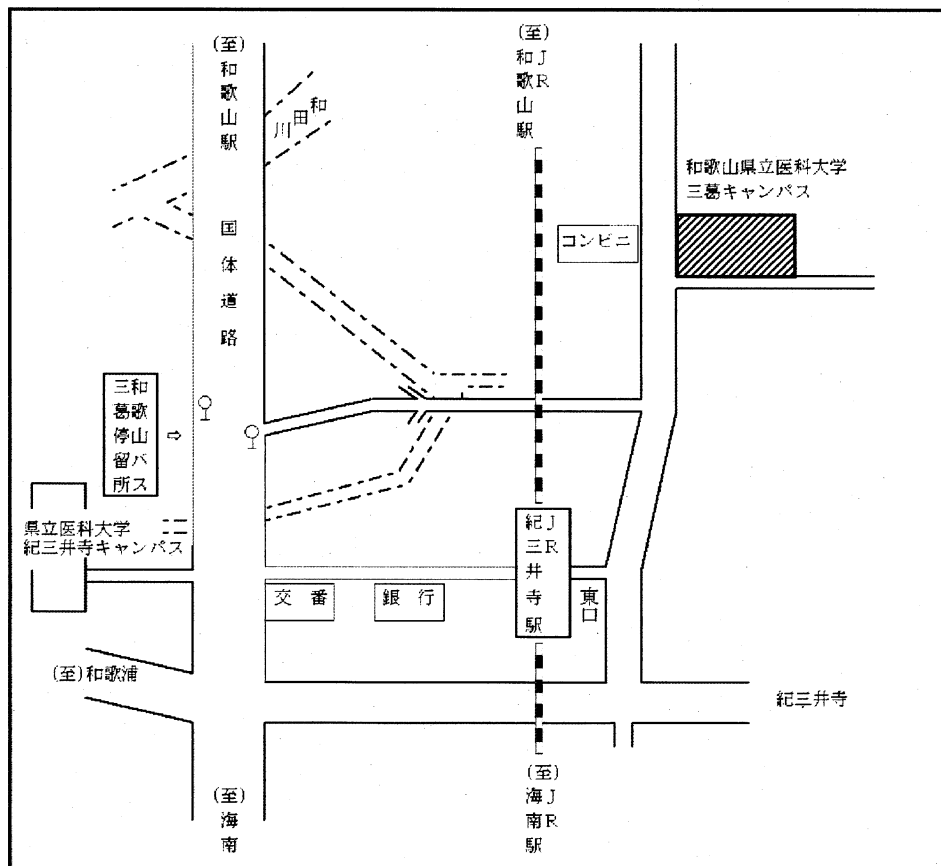 (至)和歌山駅
(至)JR和歌山駅
和田川
和歌山県立医科大学
三葛キャンパス
国体道路
コンビニ
和歌山バス
三葛停留所
⇨
県立医科大学
紀三井寺キャンパス
JR
紀三井寺駅
東口
交番
銀行
(至)和歌浦
紀三井寺
(至)海南
(至)JR海南駅